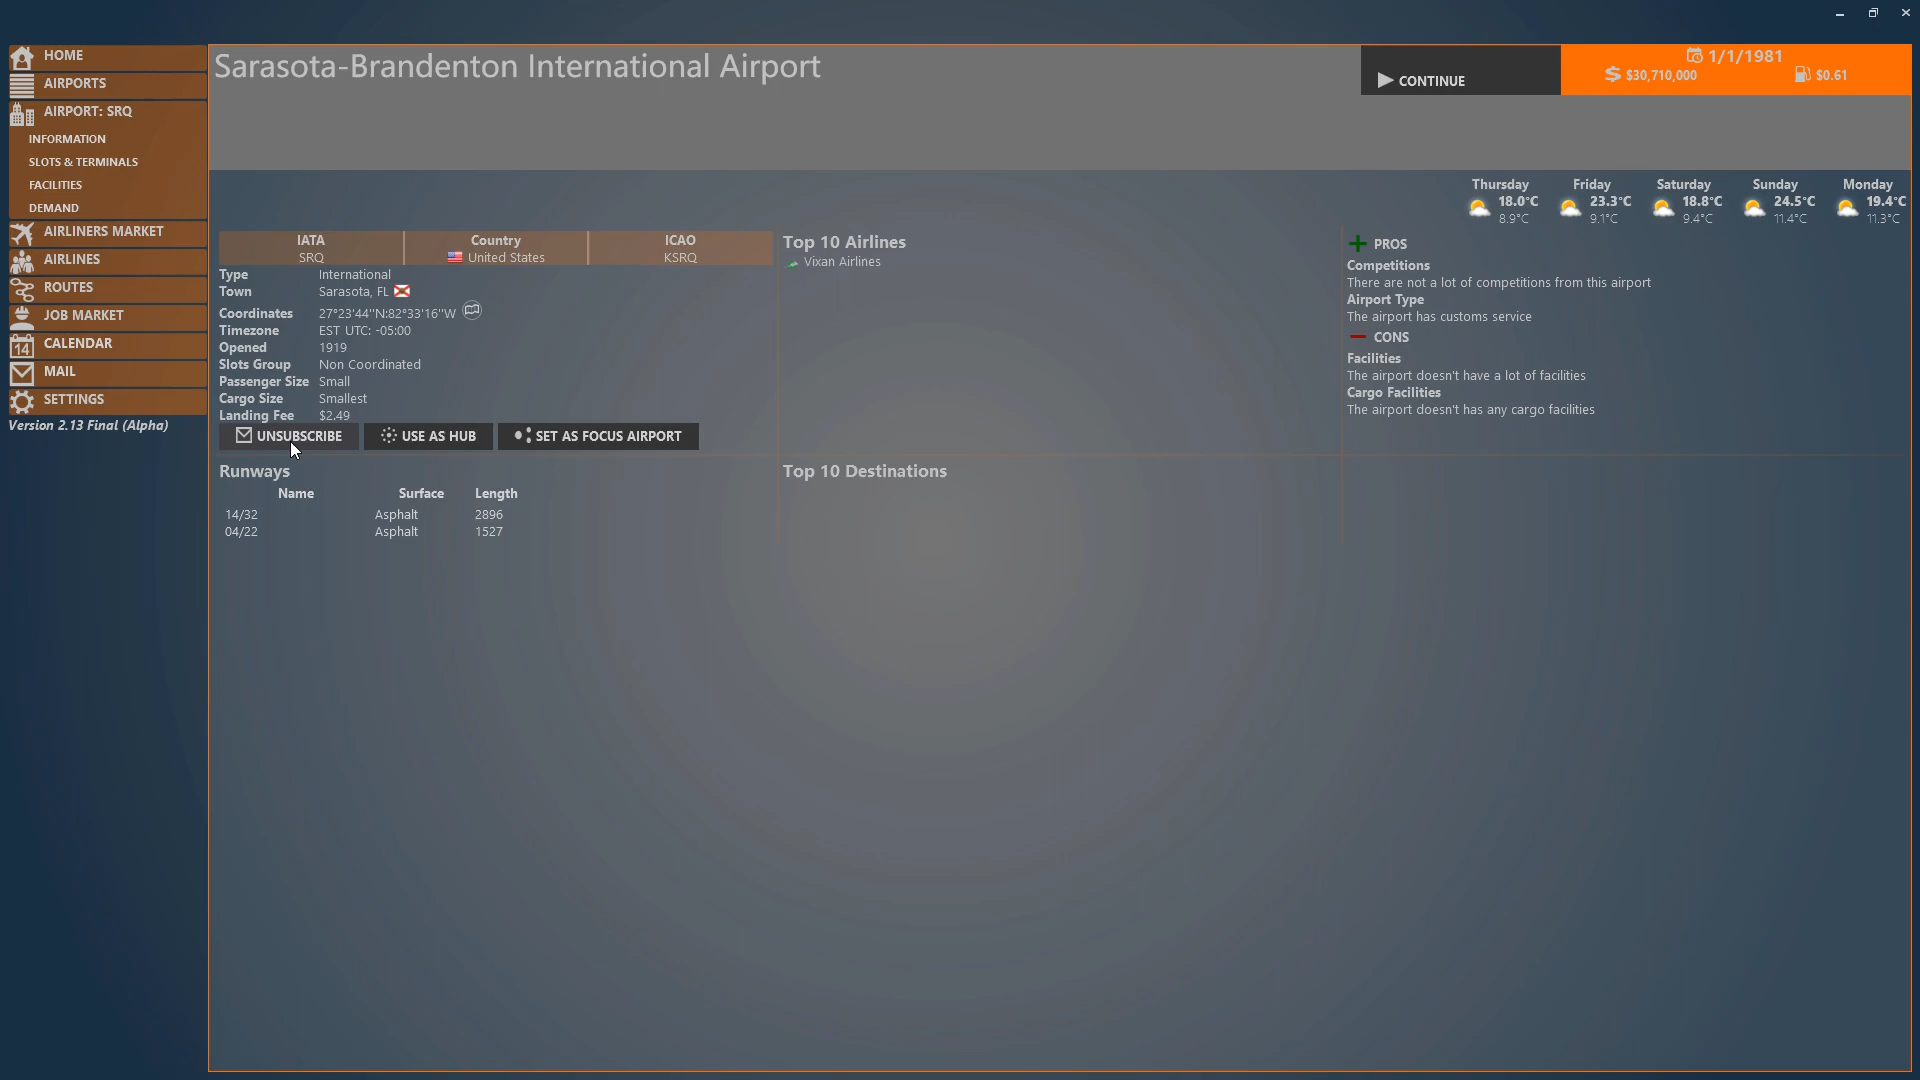 Sarasota-Brandenton International Airport
CONTINUE
1/1/1981
$30,710,000
$0.61
HOME
AIRPORTS
AIRPORT: SRQ
INFORMATION
SLOTS & TERMINALS
FACILITIES
DEMAND
AIRLINERS MARKET
AIRLINES
ROUTES
JOB MARKET
14
CALENDAR
MAIL
SETTINGS
Version 2.13 Final (Alpha)
Thursday Friday Saturday Sunday Monday
18.0°C 23.3°C 18.8°C 24.5°C 19.4°C
8.9°C 9.1°C 9.4°C 11.4°C 11.3°C
IATA Country ICAO
SRQ United States KSRQ
Type International
Town Sarasota, FL
Coordinates 27°23'44''N:82°33'16''W
Timezone EST UTC: -05:00
Opened 1919
Slots Group Non Coordinated
Passenger Size Small
Cargo Size Smallest
Landing Fee $2.49
UNSUBSCRIBE USE AS HUB SET AS FOCUS AIRPORT
Runways
Name Surface Length
14/32 Asphalt 2896
04/22 Asphalt 1527
Top 10 Airlines
Vixan Airlines
Top 10 Destinations
PROS
Competitions
There are not a lot of competitions from this airport
Airport Type
The airport has customs service
CONS
Facilities
The airport doesn't have a lot of facilities
Cargo Facilities
The airport doesn't has any cargo facilities